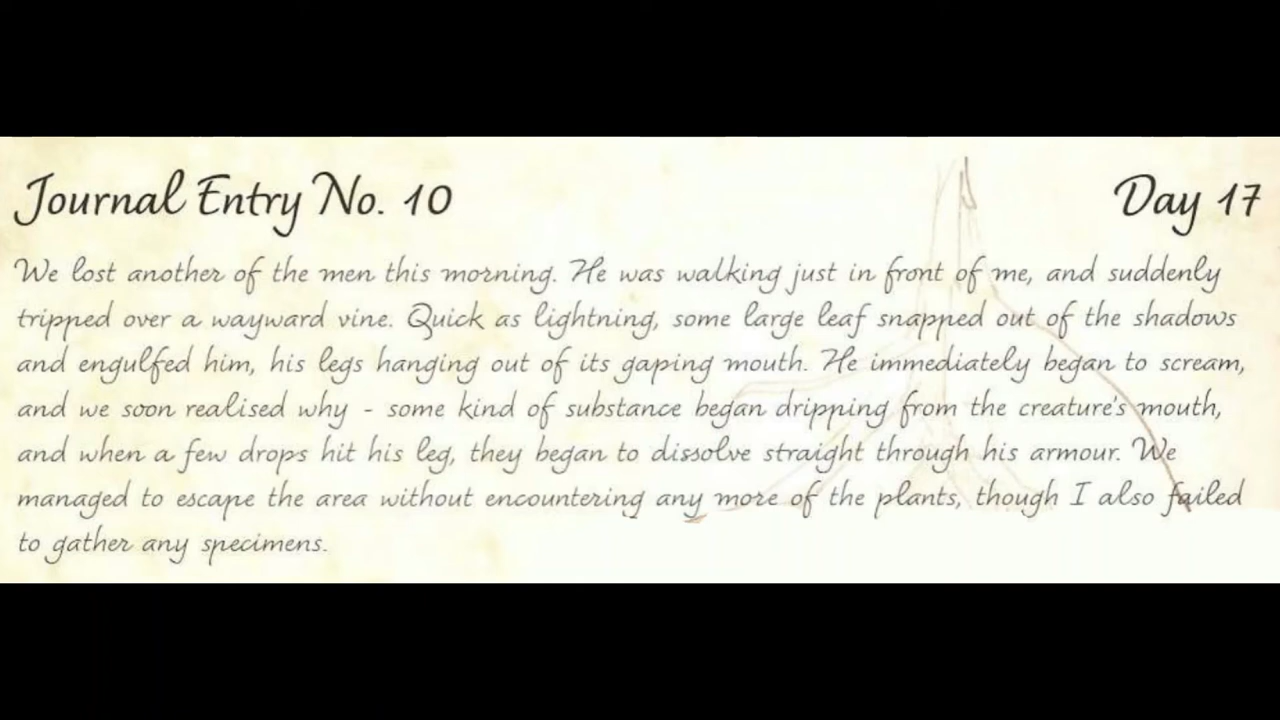 Journal Entry No. 10 Day 17
We lost another of the men this morning. He was walking just in front of me, and suddenly
tripped over a wayward vine. Quick as lightning, some large leaf snapped out of the shadows
and engulfed him, his legs hanging out of its gaping mouth. He immediately began to scream,
and we soon realised why - some kind of substance began dripping from the creature's mouth,
and when a few drops hit his leg, they began to dissolve straight through his armour. We
managed to escape the area without encountering any more of the plants, though I also failed
to gather any specimens.